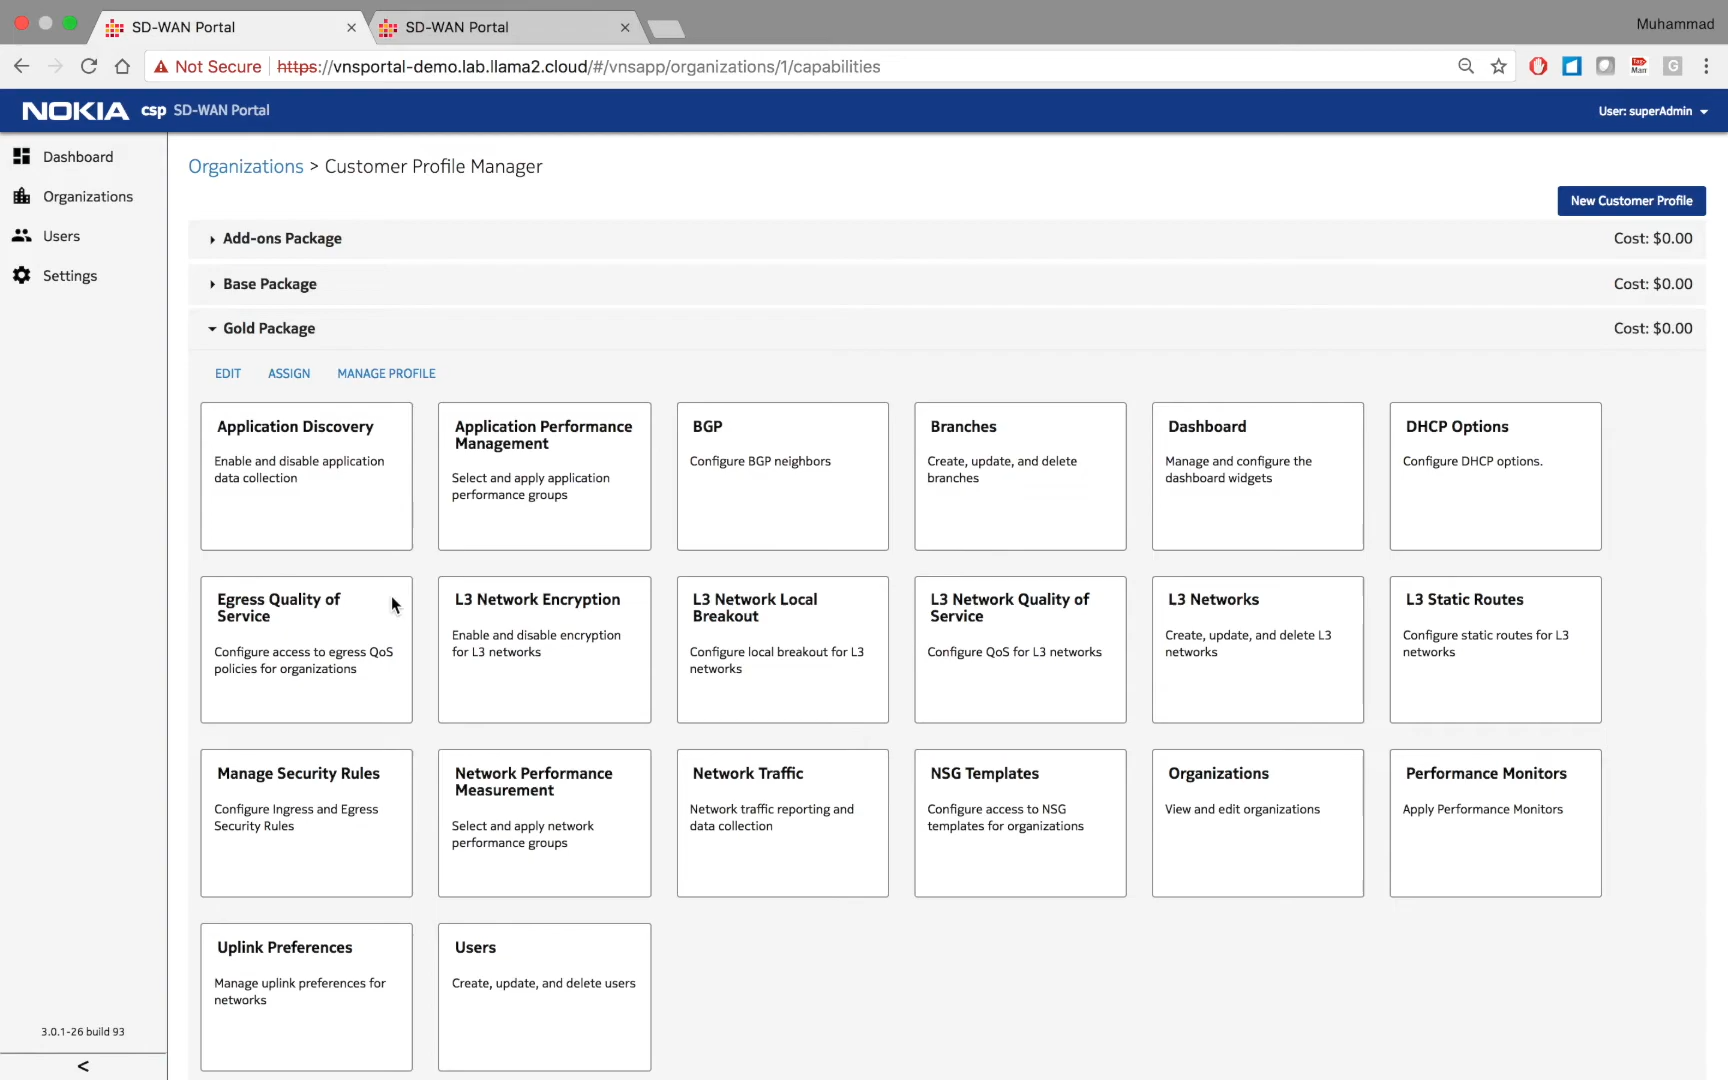 SD-WAN Portal
SD-WAN Portal
Muhammad
Not Secure https://vnsportal-demo.lab.llama2.cloud/#/vnsapp/organizations/1/capabilities
Tag
Man
G
NOKIA csp SD-WAN Portal
User: superAdmin
Dashboard
Organizations
Users
Settings
3.0.1-26 build 93
<
Organizations > Customer Profile Manager
New Customer Profile
Add-ons Package
Cost: $0.00
Base Package
Cost: $0.00
Gold Package
Cost: $0.00
EDIT ASSIGN MANAGE PROFILE
Application Discovery
Enable and disable application
data collection
Application Performance
Management
Select and apply application
performance groups
BGP
Configure BGP neighbors
Branches
Create, update, and delete
branches
Dashboard
Manage and configure the
dashboard widgets
DHCP Options
Configure DHCP options.
Egress Quality of
Service
Configure access to egress QoS
policies for organizations
L3 Network Encryption
Enable and disable encryption
for L3 networks
L3 Network Local
Breakout
Configure local breakout for L3
networks
L3 Network Quality of
Service
Configure QoS for L3 networks
L3 Networks
Create, update, and delete L3
networks
L3 Static Routes
Configure static routes for L3
networks
Manage Security Rules
Configure Ingress and Egress
Security Rules
Network Performance
Measurement
Select and apply network
performance groups
Network Traffic
Network traffic reporting and
data collection
NSG Templates
Configure access to NSG
templates for organizations
Organizations
View and edit organizations
Performance Monitors
Apply Performance Monitors
Uplink Preferences
Manage uplink preferences for
networks
Users
Create, update, and delete users